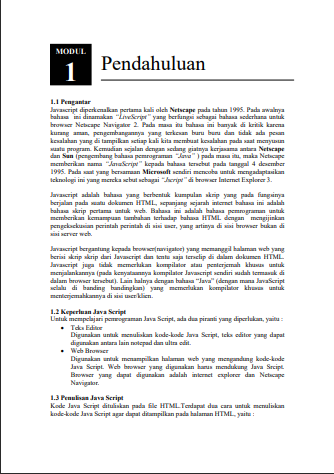 MODUL
1
Pendahuluan
1.1 Pengantar
Javascript diperkenalkan pertama kali oleh Netscape pada tahun 1995. Pada awalnya
bahasa ini dinamakan "LiveScript" yang berfungsi sebagai bahasa sederhana untuk
browser Netscape Navigator 2. Pada masa itu bahasa ini banyak di kritik karena
kurang aman, pengembangannya yang terkesan buru buru dan tidak ada pesan
kesalahan yang di tampilkan setiap kali kita membuat kesalahan pada saat menyusun
suatu program. Kemudian sejalan dengan sedang giatnya kerjasama antara Netscape
dan Sun (pengembang bahasa pemrograman "Java" ) pada masa itu, maka Netscape
memberikan nama "JavaScript" kepada bahasa tersebut pada tanggal 4 desember
1995. Pada saat yang bersamaan Microsoft sendiri mencoba untuk mengadaptasikan
teknologi ini yang mereka sebut sebagai "Jscript" di browser Internet Explorer 3.
Javascript adalah bahasa yang berbentuk kumpulan skrip yang pada fungsinya
berjalan pada suatu dokumen HTML, sepanjang sejarah internet bahasa ini adalah
bahasa skrip pertama untuk web. Bahasa ini adalah bahasa pemrograman untuk
memberikan kemampuan tambahan terhadap bahasa HTML dengan mengijinkan
pengeksekusian perintah perintah di sisi user, yang artinya di sisi browser bukan di
sisi server web.
Javascript bergantung kepada browser(navigator) yang memanggil halaman web yang
berisi skrip skrip dari Javascript dan tentu saja terselip di dalam dokumen HTML.
Javascript juga tidak memerlukan kompilator atau penterjemah khusus untuk
menjalankannya (pada kenyataannya kompilator Javascript sendiri sudah termasuk di
dalam browser tersebut). Lain halnya dengan bahasa "Java" (dengan mana JavaScript
selalu di banding bandingkan) yang memerlukan kompilator khusus untuk
menterjemahkannya di sisi user/klien.
1.2 Keperluan Java Script
Untuk mempelajari pemrograman Java Script, ada dua piranti yang diperlukan, yaitu :
• Teks Editor
Digunakan untuk menuliskan kode-kode Java Script, teks editor yang dapat
digunakan antara lain notepad dan ultra edit.
• Web Browser
Digunakan untuk menampilkan halaman web yang mengandung kode-kode
Java Script. Web browser yang digunakan harus mendukung Java Srcipt.
Browser yang dapat digunakan adalah internet explorer dan Netscape
Navigator.
1.3 Penulisan Java Script
Kode Java Script dituliskan pada file HTML.Terdapat dua cara untuk menuliskan
kode-kode Java Script agar dapat ditampilkan pada halaman HTML, yaitu :